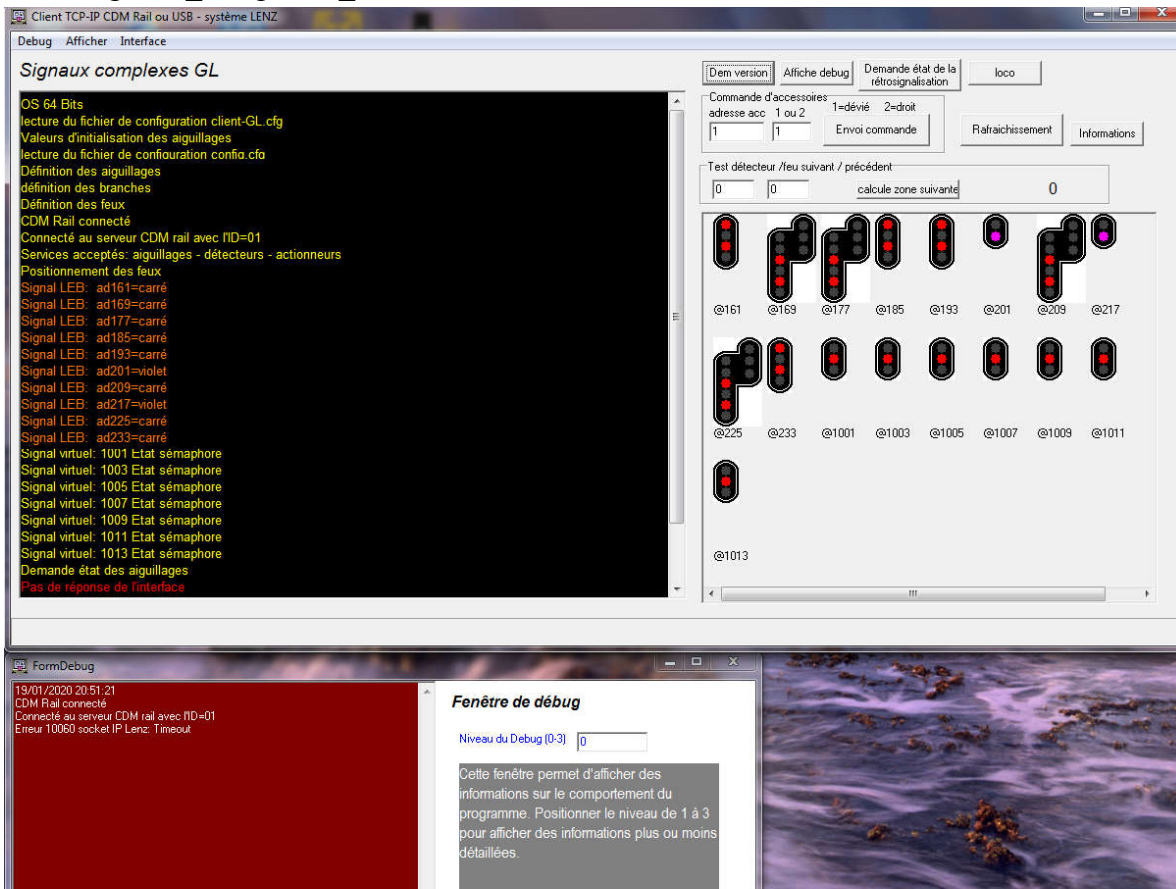 Client TCP-IP CDM Rail ou USB - système LENZ
Debug Afficher Interface
Signaux complexes GL
OS 64 Bits
lecture du fichier de configuration client-GL.cfg
Valeurs d'initialisation des aiguillages
lecture du fichier de configuration config.cfg
Définition des aiguillages
définition des branches
Définition des feux
CDM Rail connecté
Connecté au serveur CDM rail avec l'ID=01
Services acceptés: aiguillages - détecteurs - actionneurs
Positionnement des feux
Signal LEB: ad161=carré
Signal LEB: ad169=carré
Signal LEB: ad177=carré
Signal LEB: ad185=carré
Signal LEB: ad193=carré
Signal LEB: ad201=violet
Signal LEB: ad209=carré
Signal LEB: ad217=violet
Signal LEB: ad225=carré
Signal LEB: ad233=carré
Signal virtuel: 1001 Etat sémaphore
Signal virtuel: 1003 Etat sémaphore
Signal virtuel: 1005 Etat sémaphore
Signal virtuel: 1007 Etat sémaphore
Signal virtuel: 1009 Etat sémaphore
Signal virtuel: 1011 Etat sémaphore
Signal virtuel: 1013 Etat sémaphore
Demande état des aiguillages
Pas de réponse de l'interface
Dem version Affiche debug Demande état de la rétrosignalisation loco
Commande d'accessoires
adresse acc 1 ou 2 1=dévié 2=droit
1 1 Envoi commande Rafraichissement Informations
Test détecteur /feu suivant / précédent
0 0 calcule zone suivante 0
@161 @169 @177 @185 @193 @201 @209 @217
@225 @233 @1001 @1003 @1005 @1007 @1009 @1011
@1013
FormDebug
19/01/2020 20:51:21
CDM Rail connecté
Connecté au serveur CDM rail avec l'ID=01
Erreur 10060 socket IP Lenz: Timeout
Fenêtre de débug
Niveau du Debug (0-3) 0
Cette fenêtre permet d'afficher des
informations sur le comportement du
programme. Positionner le niveau de 1 à 3
pour afficher des informations plus ou moins
détaillées.